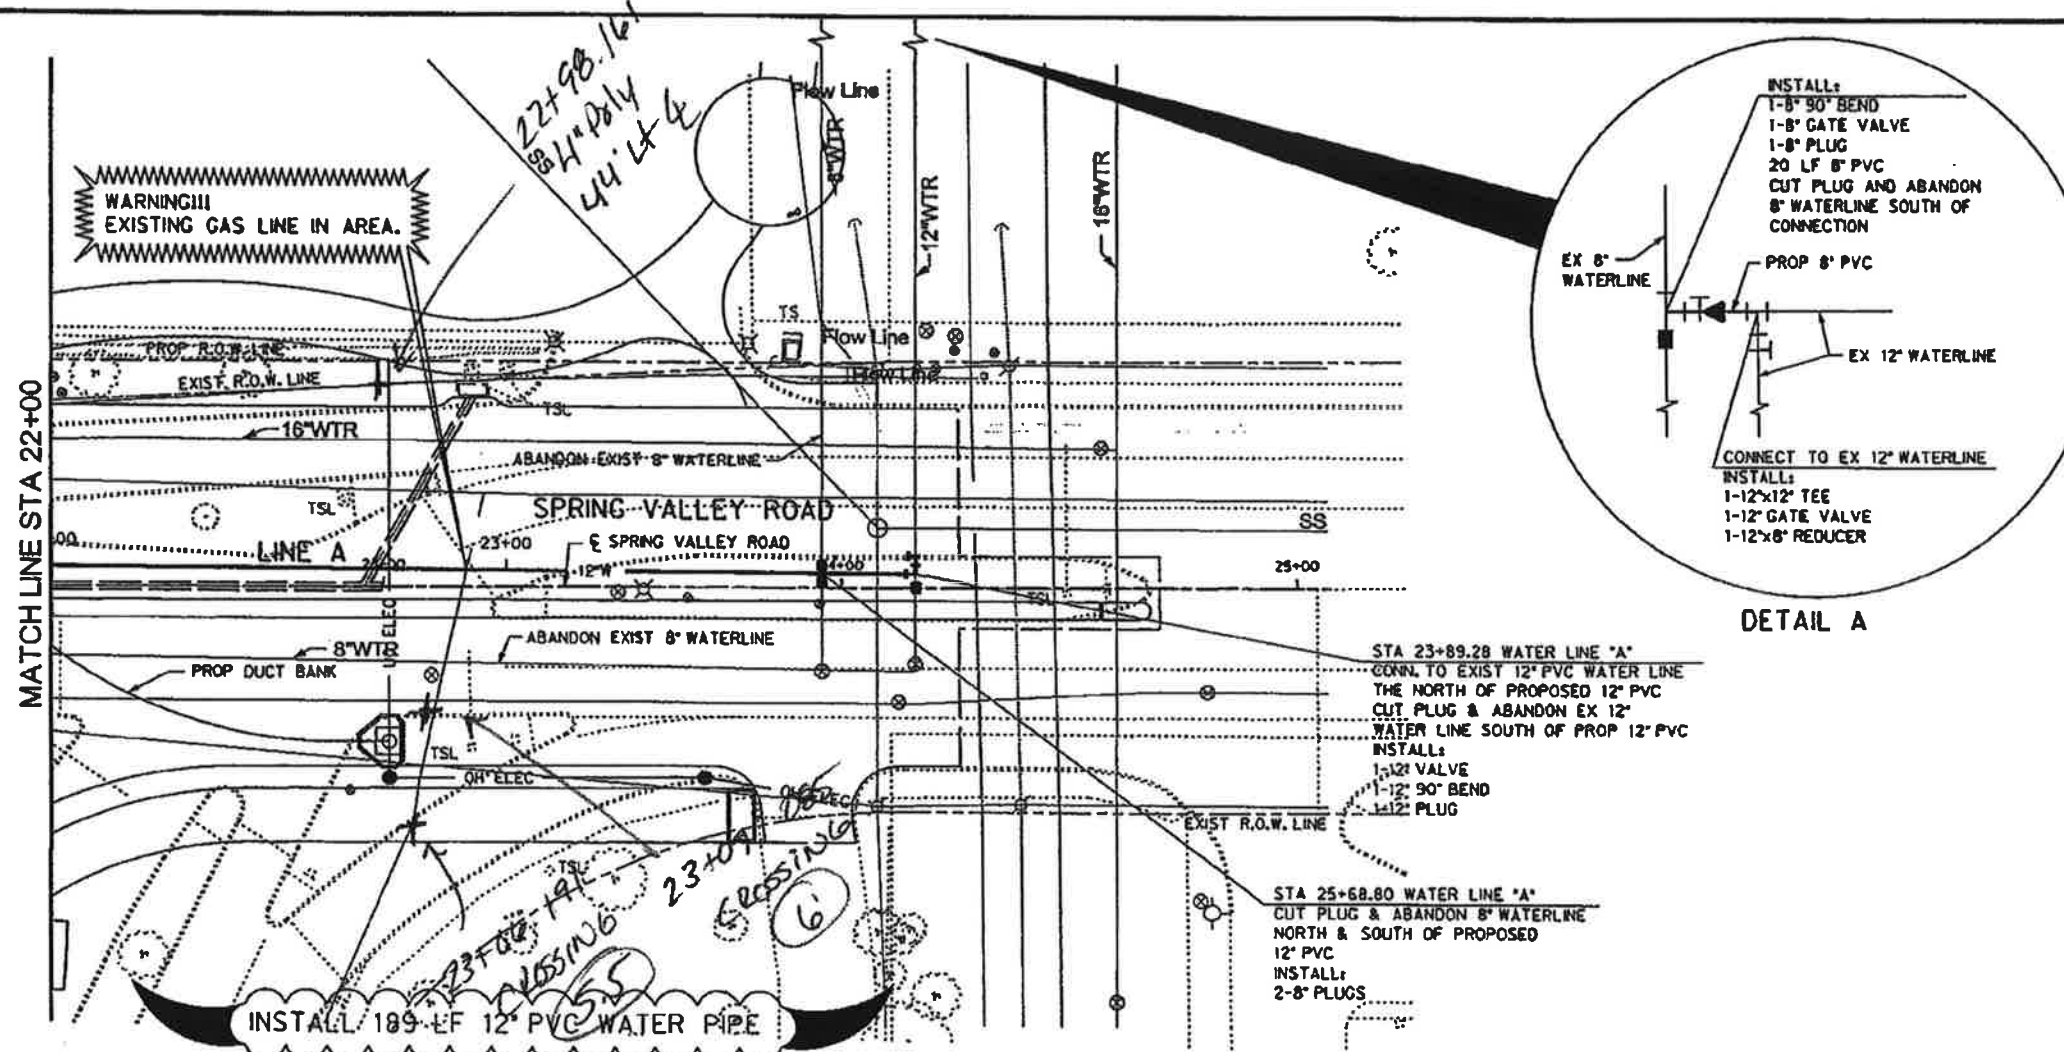 22+98.16
SS 4" Poly
44' Lt ℄
Flow Line
8"WTR
12"WTR
16"WTR
WARNING!!!
EXISTING GAS LINE IN AREA.
INSTALL:
1-8" 90° BEND
1-8" GATE VALVE
1-8" PLUG
20 LF 8" PVC
CUT PLUG AND ABANDON
8" WATERLINE SOUTH OF
CONNECTION
EX 8"
WATERLINE
PROP 8" PVC
EX 12" WATERLINE
CONNECT TO EX 12" WATERLINE
INSTALL:
1-12"x12" TEE
1-12" GATE VALVE
1-12"x8" REDUCER
DETAIL A
MATCH LINE STA 22+00
TS
Flow Line
Flow Line
PROP R.O.W. LINE
EXIST R.O.W. LINE
TSL
16"WTR
ABANDON EXIST 8" WATERLINE
SPRING VALLEY ROAD
TSL
SS
LINE A
23+00
℄ SPRING VALLEY ROAD
12"W
25+00
TSL
UG ELEC
8"WTR
ABANDON EXIST 8" WATERLINE
PROP DUCT BANK
TSL
OH ELEC
STA 23+89.28 WATER LINE "A"
CONN. TO EXIST 12" PVC WATER LINE
THE NORTH OF PROPOSED 12" PVC
CUT PLUG & ABANDON EX 12"
WATER LINE SOUTH OF PROP 12" PVC
INSTALL:
1-12" VALVE
1-12" 90° BEND
1-12" PLUG
EXIST R.O.W. LINE
TSL
CROSSING
6'
CROSSING
5.5
STA 25+68.80 WATER LINE "A"
CUT PLUG & ABANDON 8" WATERLINE
NORTH & SOUTH OF PROPOSED
12" PVC
INSTALL:
2-8" PLUGS
INSTALL 189 LF 12" PVC WATER PIPE